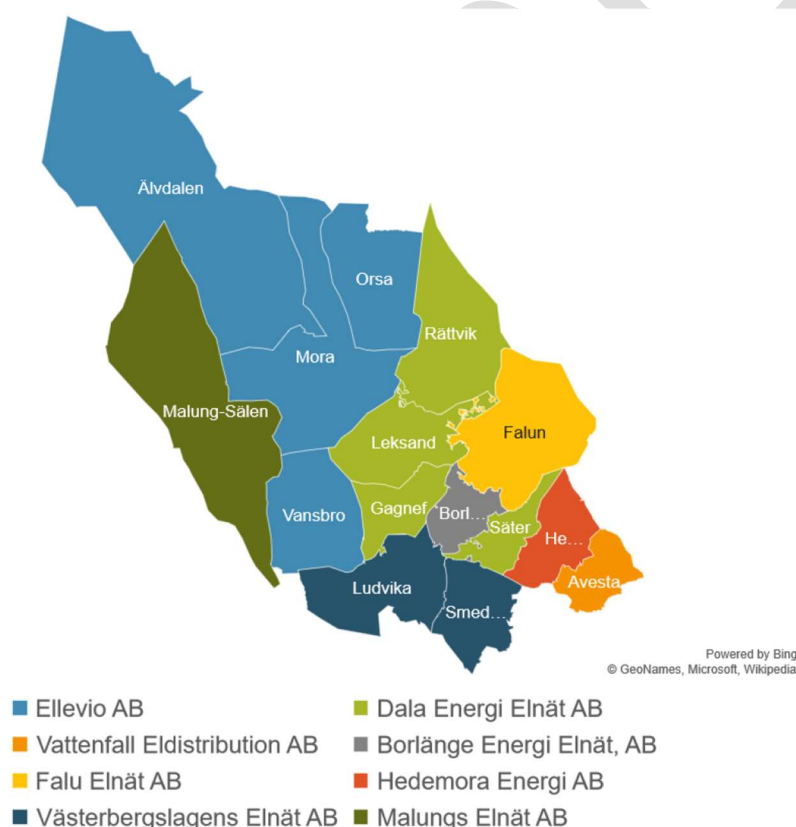 Älvdalen
Orsa
Rättvik
Mora
Malung-Sälen
Falun
Leksand
Gagnef
Borl...
Vansbro
Säter
He...
Avesta
Ludvika
Smed...
Powered by Bing
© GeoNames, Microsoft, Wikipedia
Ellevio AB
Dala Energi Elnät AB
Vattenfall Eldistribution AB
Borlänge Energi Elnät, AB
Falu Elnät AB
Hedemora Energi AB
Västerbergslagens Elnät AB
Malungs Elnät AB